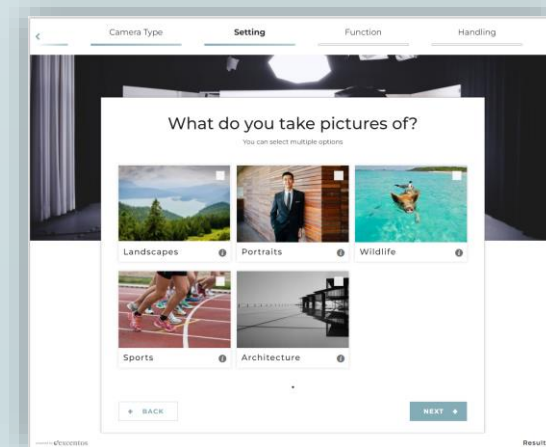 Camera Type Setting Function Handling
What do you take pictures of?
You can select multiple options
Landscapes Portraits Wildlife
Sports Architecture
← BACK NEXT →
excentos Result